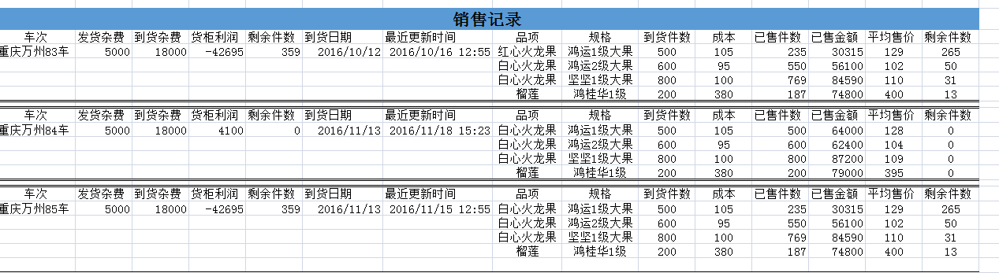 销售记录
车次 发货杂费 到货杂费 货柜利润 剩余件数 到货日期 最近更新时间 品项 规格 到货件数 成本 已售件数 已售金额 平均售价 剩余件数
重庆万州83车 5000 18000 -42695 359 2016/10/12 2016/10/16 12:55 红心火龙果 鸿运1级大果 500 105 235 30315 129 265
白心火龙果 鸿运2级大果 600 95 550 56100 102 50
白心火龙果 坚坚1级大果 800 100 769 84590 110 31
榴莲 鸿桂华1级 200 380 187 74800 400 13
车次 发货杂费 到货杂费 货柜利润 剩余件数 到货日期 最近更新时间 品项 规格 到货件数 成本 已售件数 已售金额 平均售价 剩余件数
重庆万州84车 5000 18000 4100 0 2016/11/13 2016/11/18 15:23 白心火龙果 鸿运1级大果 500 105 500 64000 128 0
白心火龙果 鸿运2级大果 600 95 600 62400 104 0
白心火龙果 坚坚1级大果 800 100 800 87200 109 0
榴莲 鸿桂华1级 200 380 200 79000 395 0
车次 发货杂费 到货杂费 货柜利润 剩余件数 到货日期 最近更新时间 品项 规格 到货件数 成本 已售件数 已售金额 平均售价 剩余件数
重庆万州85车 5000 18000 -42695 359 2016/11/13 2016/11/15 12:55 白心火龙果 鸿运1级大果 500 105 235 30315 129 265
白心火龙果 鸿运2级大果 600 95 550 56100 102 50
白心火龙果 坚坚1级大果 800 100 769 84590 110 31
榴莲 鸿桂华1级 200 380 187 74800 400 13